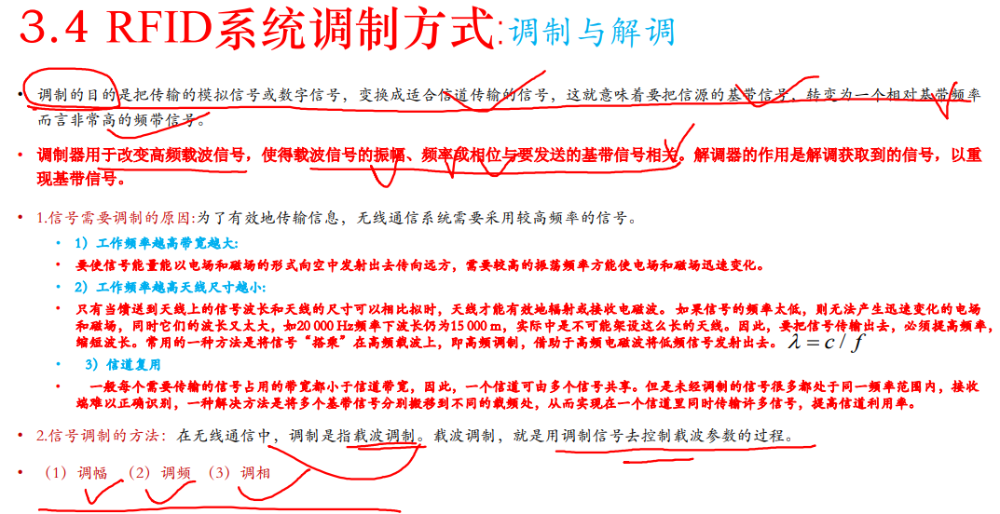 3.4 RFID系统调制方式:调制与解调
• 调制的目的是把传输的模拟信号或数字信号，变换成适合信道传输的信号，这就意味着要把信源的基带信号，转变为一个相对基带频率
而言非常高的频带信号。
• 调制器用于改变高频载波信号，使得载波信号的振幅、频率或相位与要发送的基带信号相关。解调器的作用是解调获取到的信号，以重
现基带信号。
• 1.信号需要调制的原因:为了有效地传输信息，无线通信系统需要采用较高频率的信号。
• 1）工作频率越高带宽越大:
• 要使信号能量能以电场和磁场的形式向空中发射出去传向远方，需要较高的振荡频率方能使电场和磁场迅速变化。
• 2）工作频率越高天线尺寸越小:
• 只有当馈送到天线上的信号波长和天线的尺寸可以相比拟时，天线才能有效地辐射或接收电磁波。 如果信号的频率太低，则无法产生迅速变化的电场
和磁场，同时它们的波长又太大，如20 000 Hz频率下波长仍为15 000 m，实际中是不可能架设这么长的天线。因此，要把信号传输出去，必须提高频率，
缩短波长。常用的一种方法是将信号“搭乘”在高频载波上，即高频调制，借助于高频电磁波将低频信号发射出去。 λ = c / f
• 3）信道复用
• 一般每个需要传输的信号占用的带宽都小于信道带宽，因此，一个信道可由多个信号共享。但是未经调制的信号很多都处于同一频率范围内，接收
端难以正确识别，一种解决方法是将多个基带信号分别搬移到不同的载频处，从而实现在一个信道里同时传输许多信号，提高信道利用率。
• 2.信号调制的方法：在无线通信中，调制是指载波调制。载波调制，就是用调制信号去控制载波参数的过程。
• （1）调幅 （2）调频 （3）调相